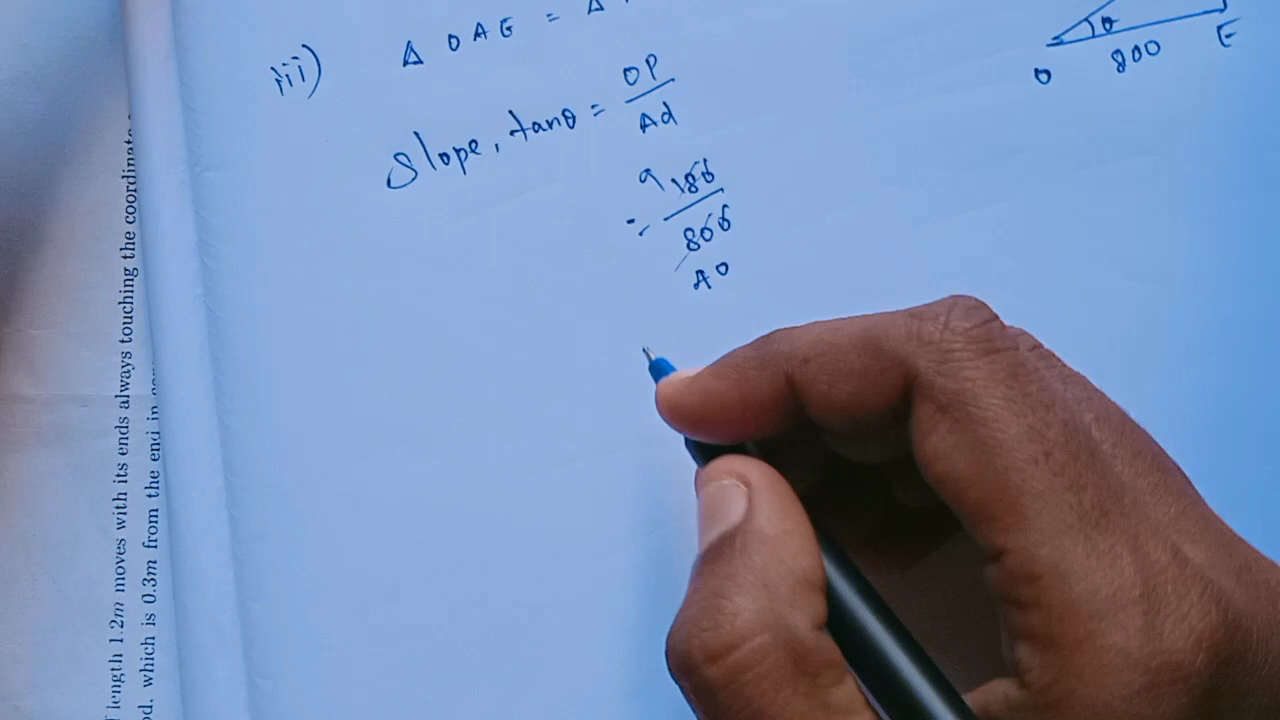 iii) Δ OAE = Δ
Slope, tanθ = OP/Ad
= 9 180/800
40
θ
O 800 E
f length 1.2m moves with its ends always touching the coordinate
od, which is 0.3m from the end in